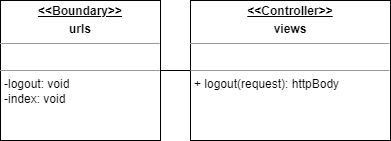 <<Boundary>>
urls
-logout: void
-index: void
<<Controller>>
views
+ logout(request): httpBody